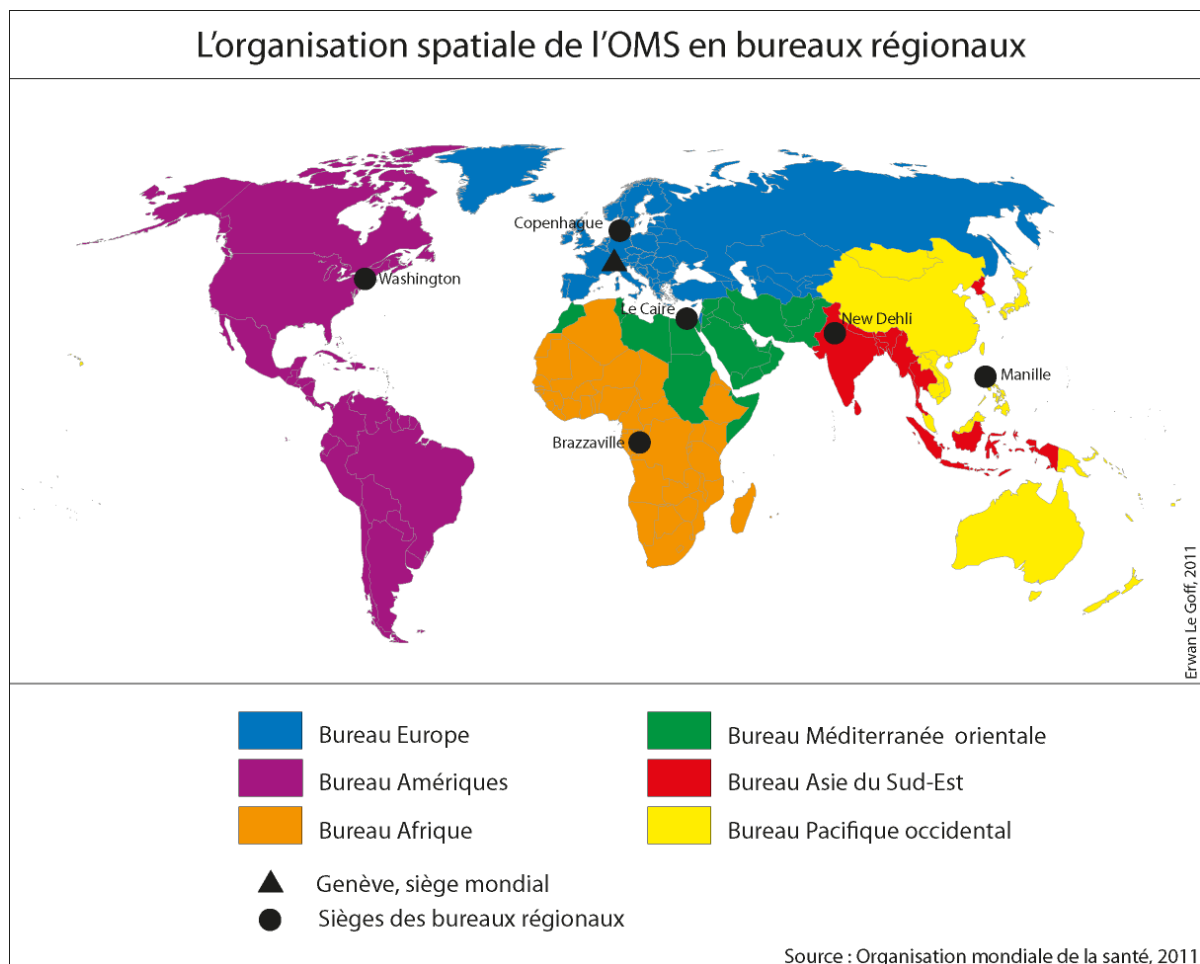 L'organisation spatiale de l'OMS en bureaux régionaux
Copenhague
Washington
Le Caire
New Dehli
Manille
Brazzaville
Erwan Le Goff, 2011
Bureau Europe
Bureau Méditerranée orientale
Bureau Amériques
Bureau Asie du Sud-Est
Bureau Afrique
Bureau Pacifique occidental
Genève, siège mondial
Sièges des bureaux régionaux
Source : Organisation mondiale de la santé, 2011